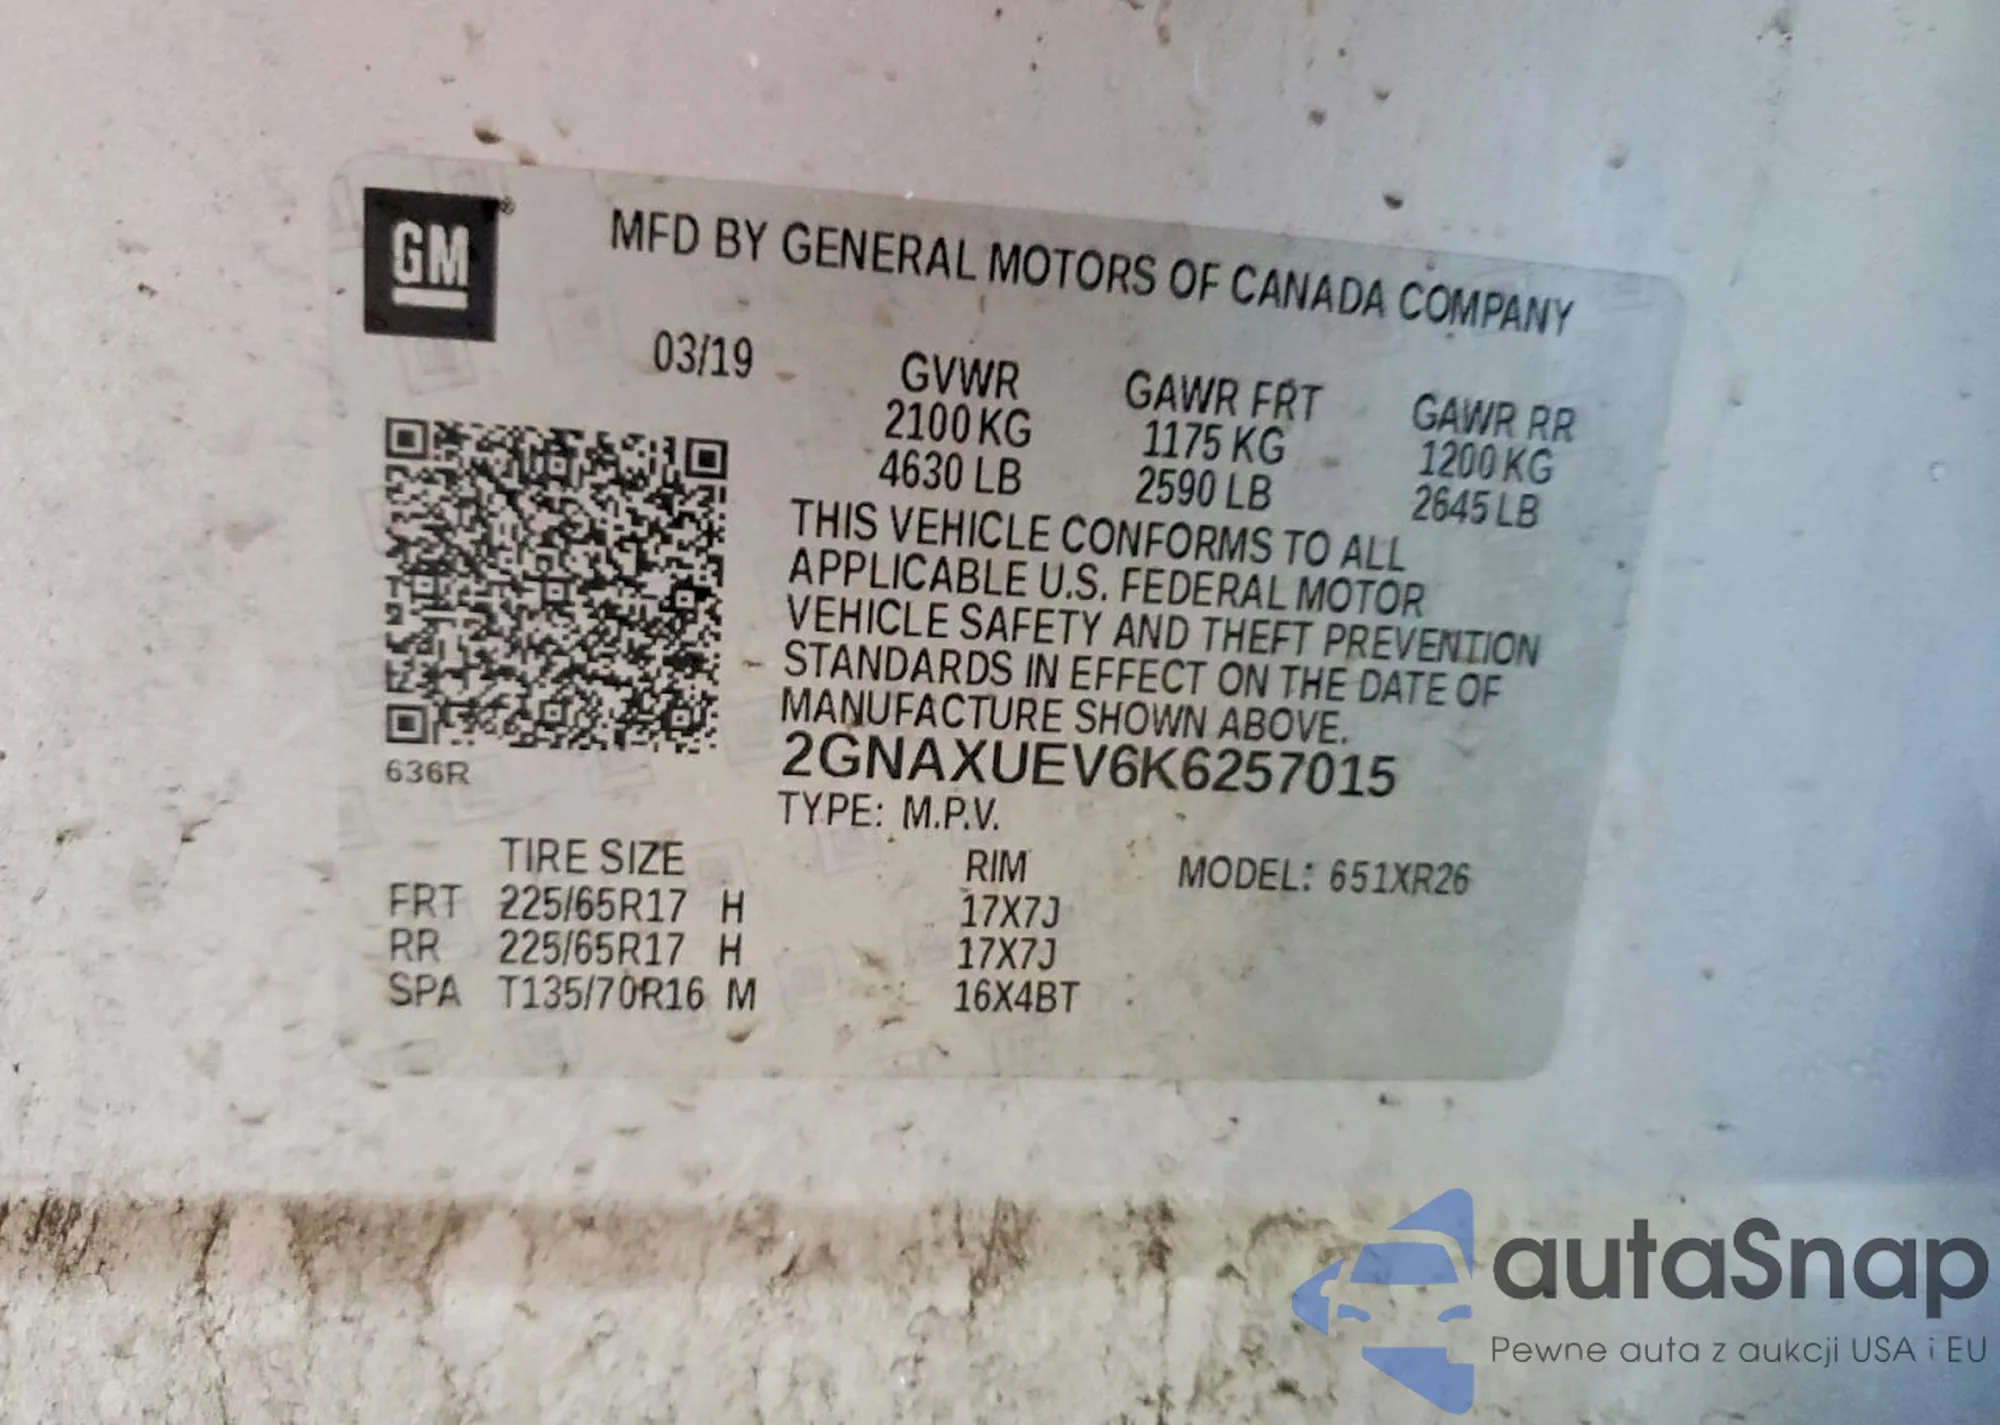 GM®
MFD BY GENERAL MOTORS OF CANADA COMPANY
03/19
GVWR GAWR FRT GAWR RR
2100 KG 1175 KG 1200 KG
4630 LB 2590 LB 2645 LB
THIS VEHICLE CONFORMS TO ALL
APPLICABLE U.S. FEDERAL MOTOR
VEHICLE SAFETY AND THEFT PREVENTION
STANDARDS IN EFFECT ON THE DATE OF
MANUFACTURE SHOWN ABOVE.
2GNAXUEV6K6257015
636R
TYPE: M.P.V.
TIRE SIZE RIM MODEL: 651XR26
FRT 225/65R17 H 17X7J
RR 225/65R17 H 17X7J
SPA T135/70R16 M 16X4BT
autaSnap
Pewne auta z aukcji USA i EU